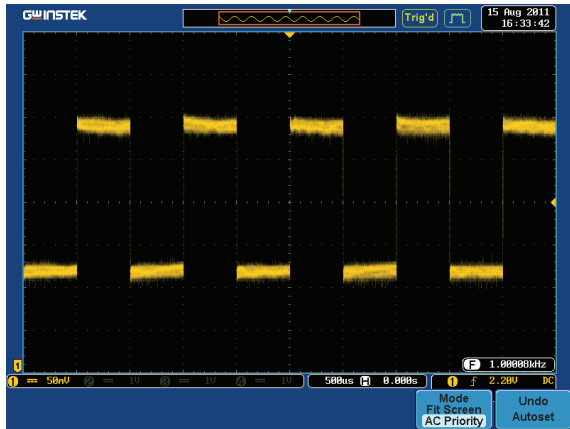 GWINSTEK
Trig'd
15 Aug 2011
16:33:42
1
F 1.00008kHz
1 50mV 2 1V 3 1V 4 1V
500us H 0.000s
1 2.20V DC
Mode
Fit Screen
AC Priority
Undo
Autoset